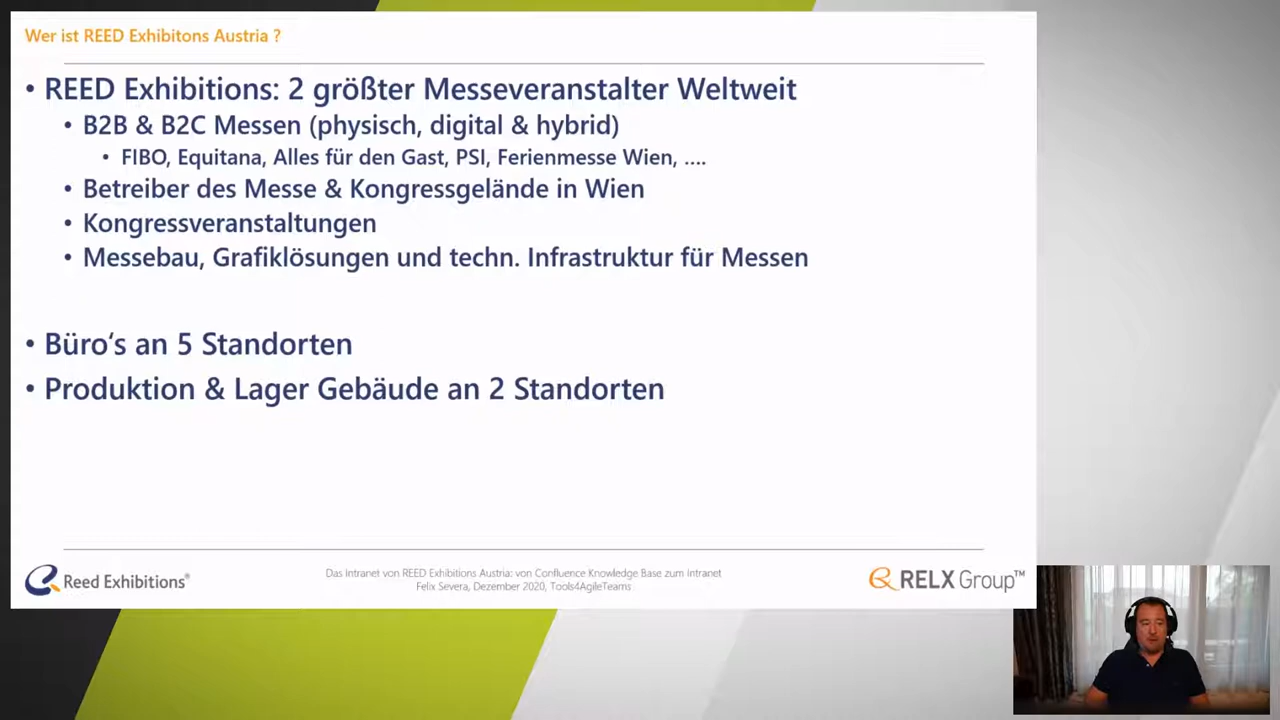 Wer ist REED Exhibitons Austria ?
• REED Exhibitions: 2 größter Messeveranstalter Weltweit
• B2B & B2C Messen (physisch, digital & hybrid)
• FIBO, Equitana, Alles für den Gast, PSI, Ferienmesse Wien, ....
• Betreiber des Messe & Kongressgelände in Wien
• Kongressveranstaltungen
• Messebau, Grafiklösungen und techn. Infrastruktur für Messen
• Büro‘s an 5 Standorten
• Produktion & Lager Gebäude an 2 Standorten
Reed Exhibitions®
Das Intranet von REED Exhibitions Austria: von Confluence Knowledge Base zum Intranet
Felix Severa, Dezember 2020, Tools4AgileTeams
RELX Group™